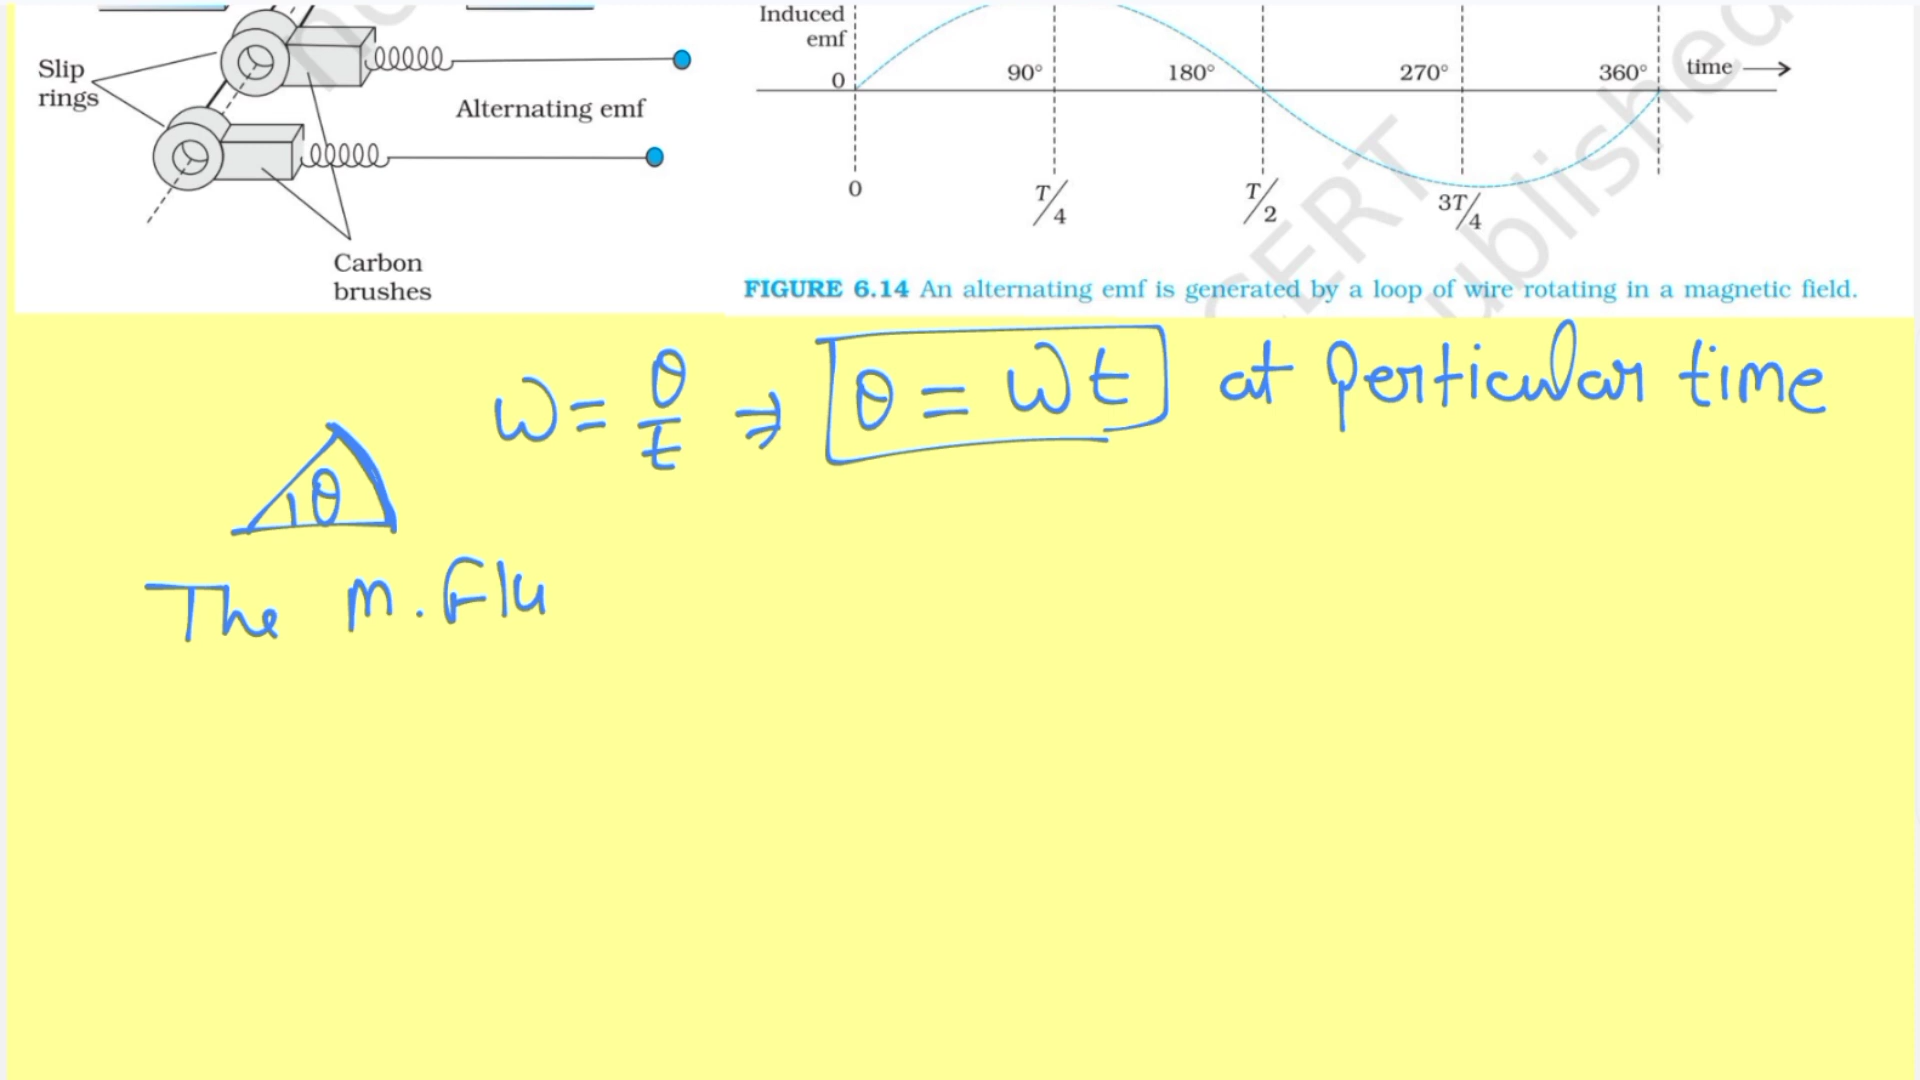 Slip
rings
Alternating emf
Carbon
brushes
Induced
emf
0
90° 180° 270° 360° time
0 T/4 T/2 3T/4
FIGURE 6.14 An alternating emf is generated by a loop of wire rotating in a magnetic field.
ω = θ/t ⇒ θ = ωt at perticular time
θ
The m. Flu